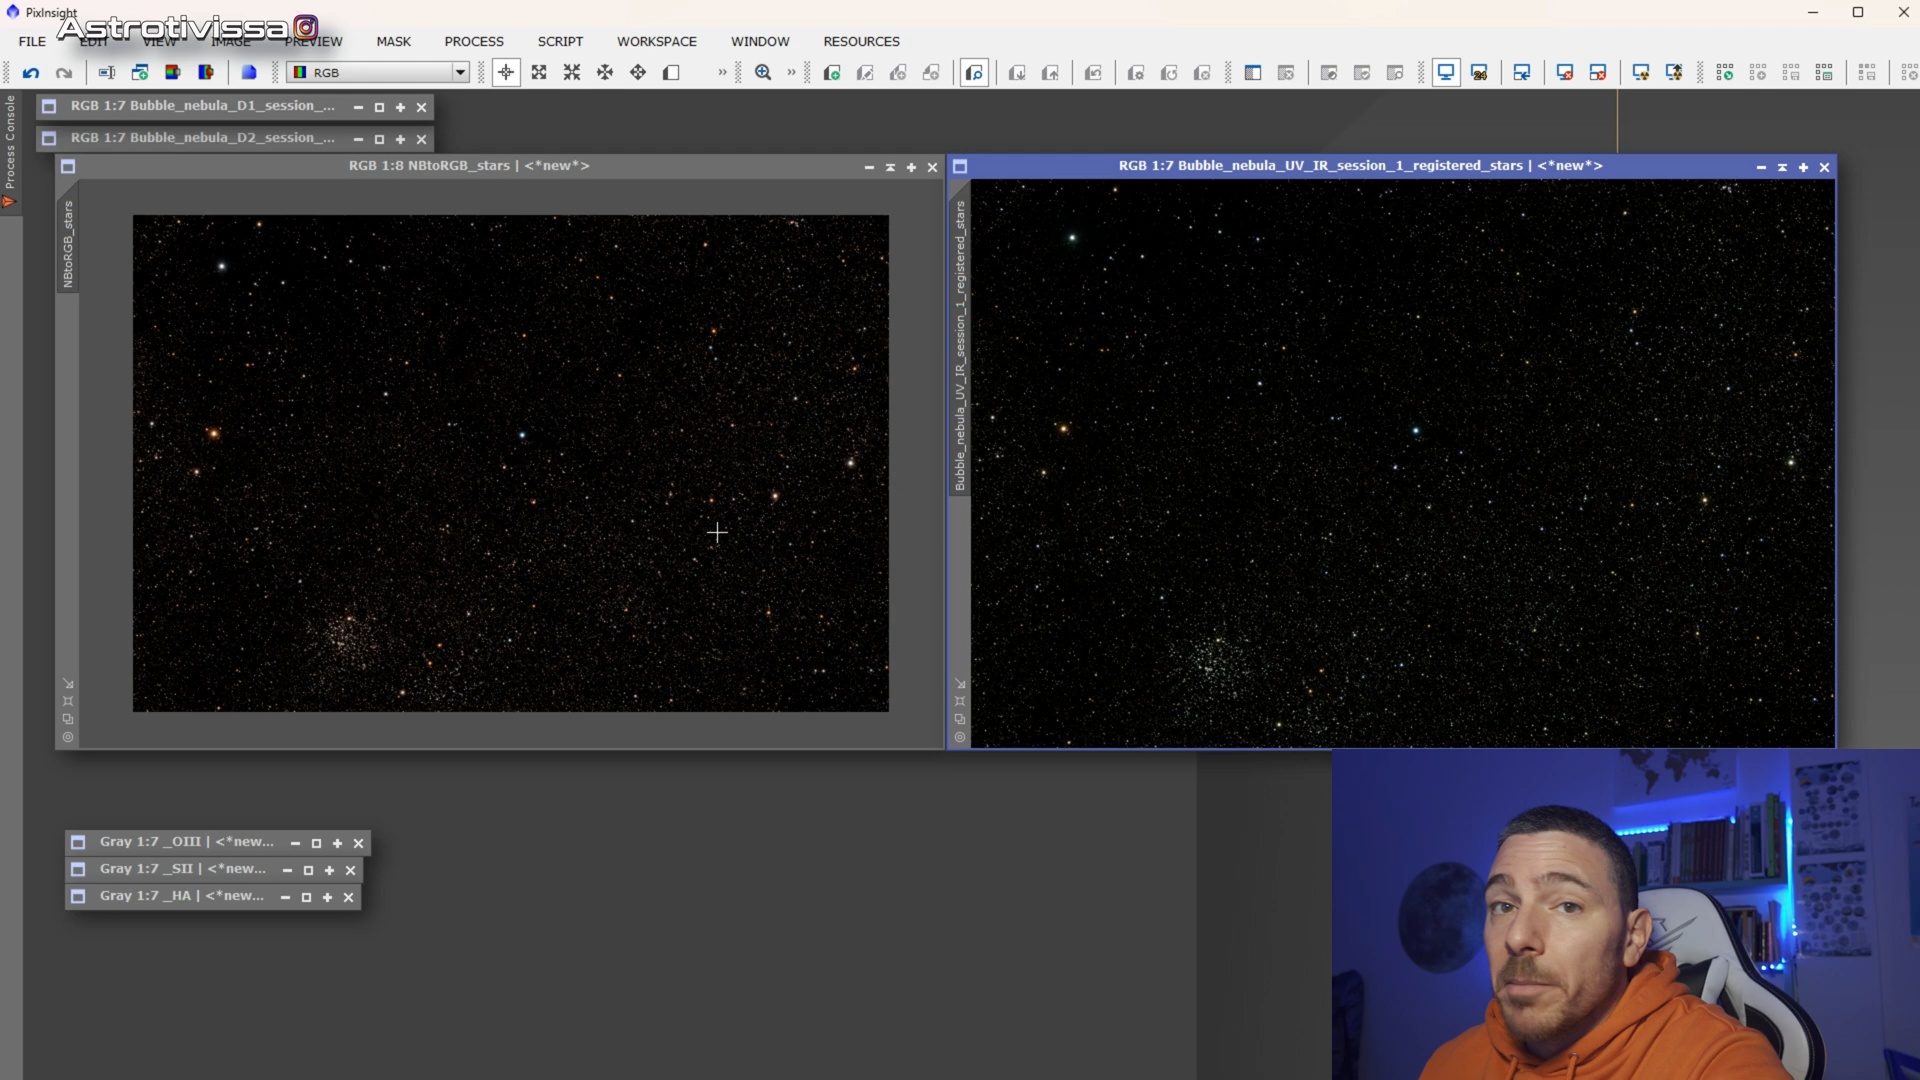 PixInsight
Astrotivissa
FILE EDIT VIEW IMAGE PREVIEW MASK PROCESS SCRIPT WORKSPACE WINDOW RESOURCES
RGB
24
Process Console
RGB 1:7 Bubble_nebula_D1_session_...
RGB 1:7 Bubble_nebula_D2_session_...
RGB 1:8 NBtoRGB_stars | <*new*>
NBtoRGB_stars
RGB 1:7 Bubble_nebula_UV_IR_session_1_registered_stars | <*new*>
Bubble_nebula_UV_IR_session_1_registered_stars
Gray 1:7 _OIII | <*new...
Gray 1:7 _SII | <*new...
Gray 1:7 _HA | <*new...